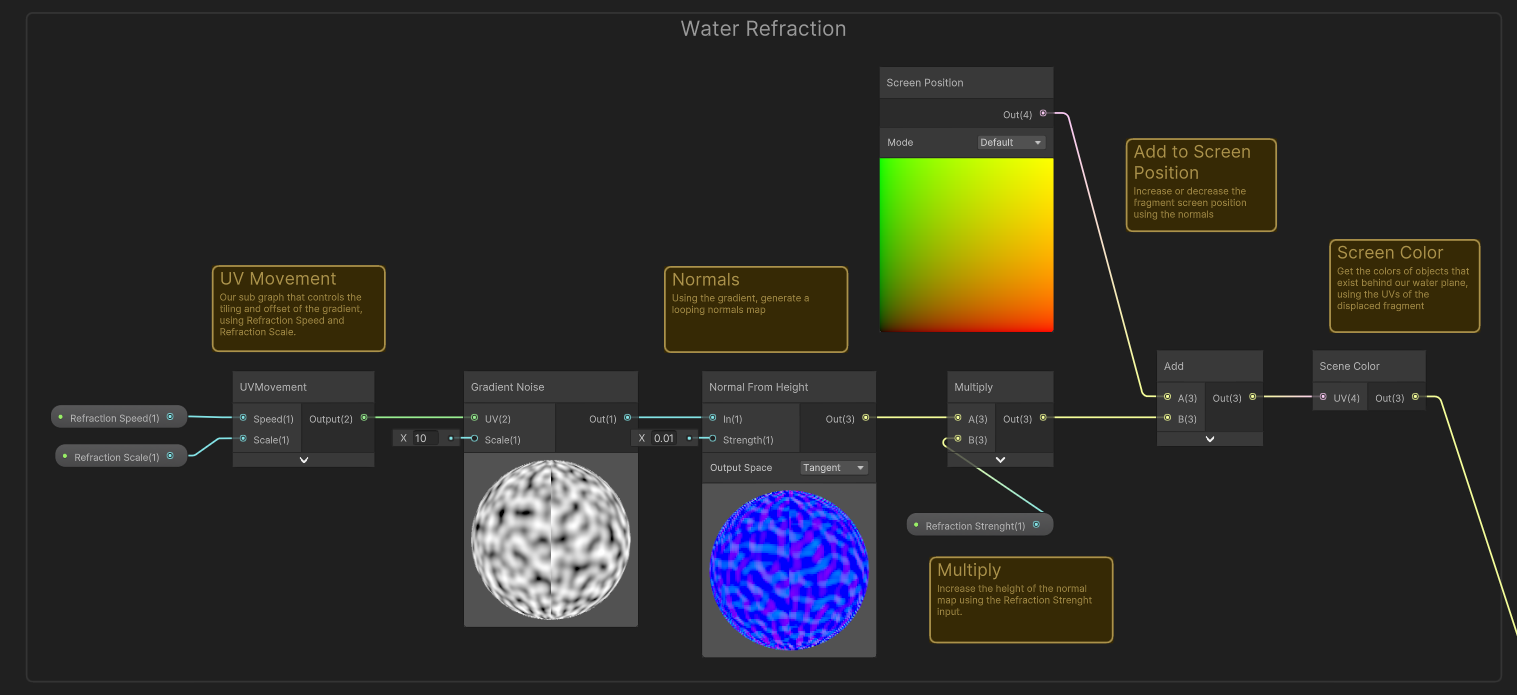 Water Refraction
Screen Position
Out(4)
Mode
Default
Add to Screen
Position
Increase or decrease the
fragment screen position
using the normals
Screen Color
Get the colors of objects that
exist behind our water plane,
using the UVs of the
displaced fragment
UV Movement
Our sub graph that controls the
tiling and offset of the gradient,
using Refraction Speed and
Refraction Scale.
Normals
Using the gradient, generate a
looping normals map
Refraction Speed(1)
Refraction Scale(1)
UVMovement
Speed(1)
Output(2)
Scale(1)
X 10
Gradient Noise
UV(2)
Out(1)
Scale(1)
X 0.01
Normal From Height
In(1)
Out(3)
Strength(1)
Output Space
Tangent
Multiply
A(3)
Out(3)
B(3)
Refraction Strenght(1)
Multiply
Increase the height of the normal
map using the Refraction Strenght
input.
Add
A(3)
Out(3)
B(3)
Scene Color
UV(4)
Out(3)